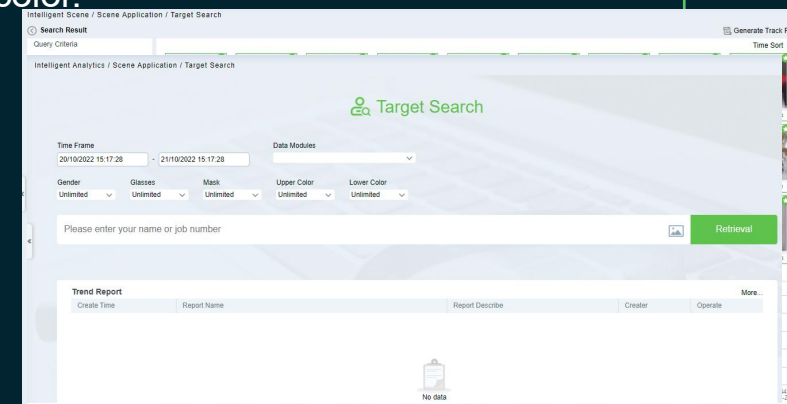 color.
Intelligent Scene / Scene Application / Target Search
Search Result
Generate Track R
Query Criteria
Time Sort
Intelligent Analytics / Scene Application / Target Search
Target Search
Time Frame
Data Modules
20/10/2022 15:17:28 - 21/10/2022 15:17:28
Gender Glasses Mask Upper Color Lower Color
Unlimited Unlimited Unlimited Unlimited Unlimited
Please enter your name or job number
Retrieval
Trend Report
More...
Create Time Report Name Report Describe Creater Operate
No data